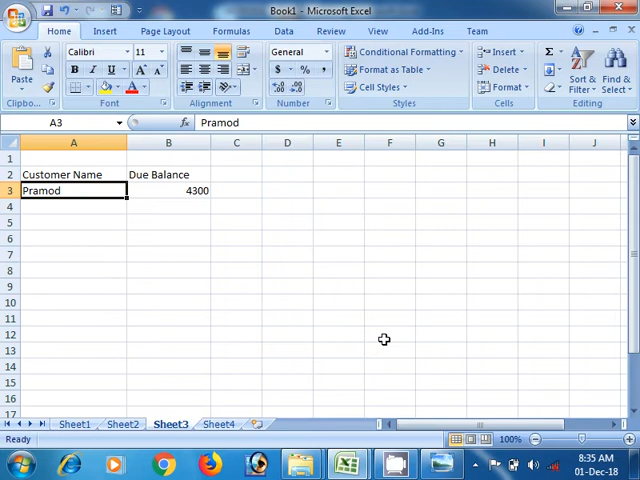 Book1 - Microsoft Excel
Home Insert Page Layout Formulas Data Review View Add-Ins Team
Paste
Clipboard...
Calibri 11
B I U A A
Font
Alignment
General
$ % ,
Number
Conditional Formatting
Format as Table
Cell Styles
Styles
Insert
Delete
Format
Cells
Σ
Sort & Filter
Find & Select
Editing
A3 fx Pramod
A B C D E F G H I J
1
2 Customer Name Due Balance
3 Pramod 4300
4
5
6
7
8
9
10
11
12
13
14
15
16
17
Sheet1 Sheet2 Sheet3 Sheet4
Ready 100%
8:35 AM
01-Dec-18